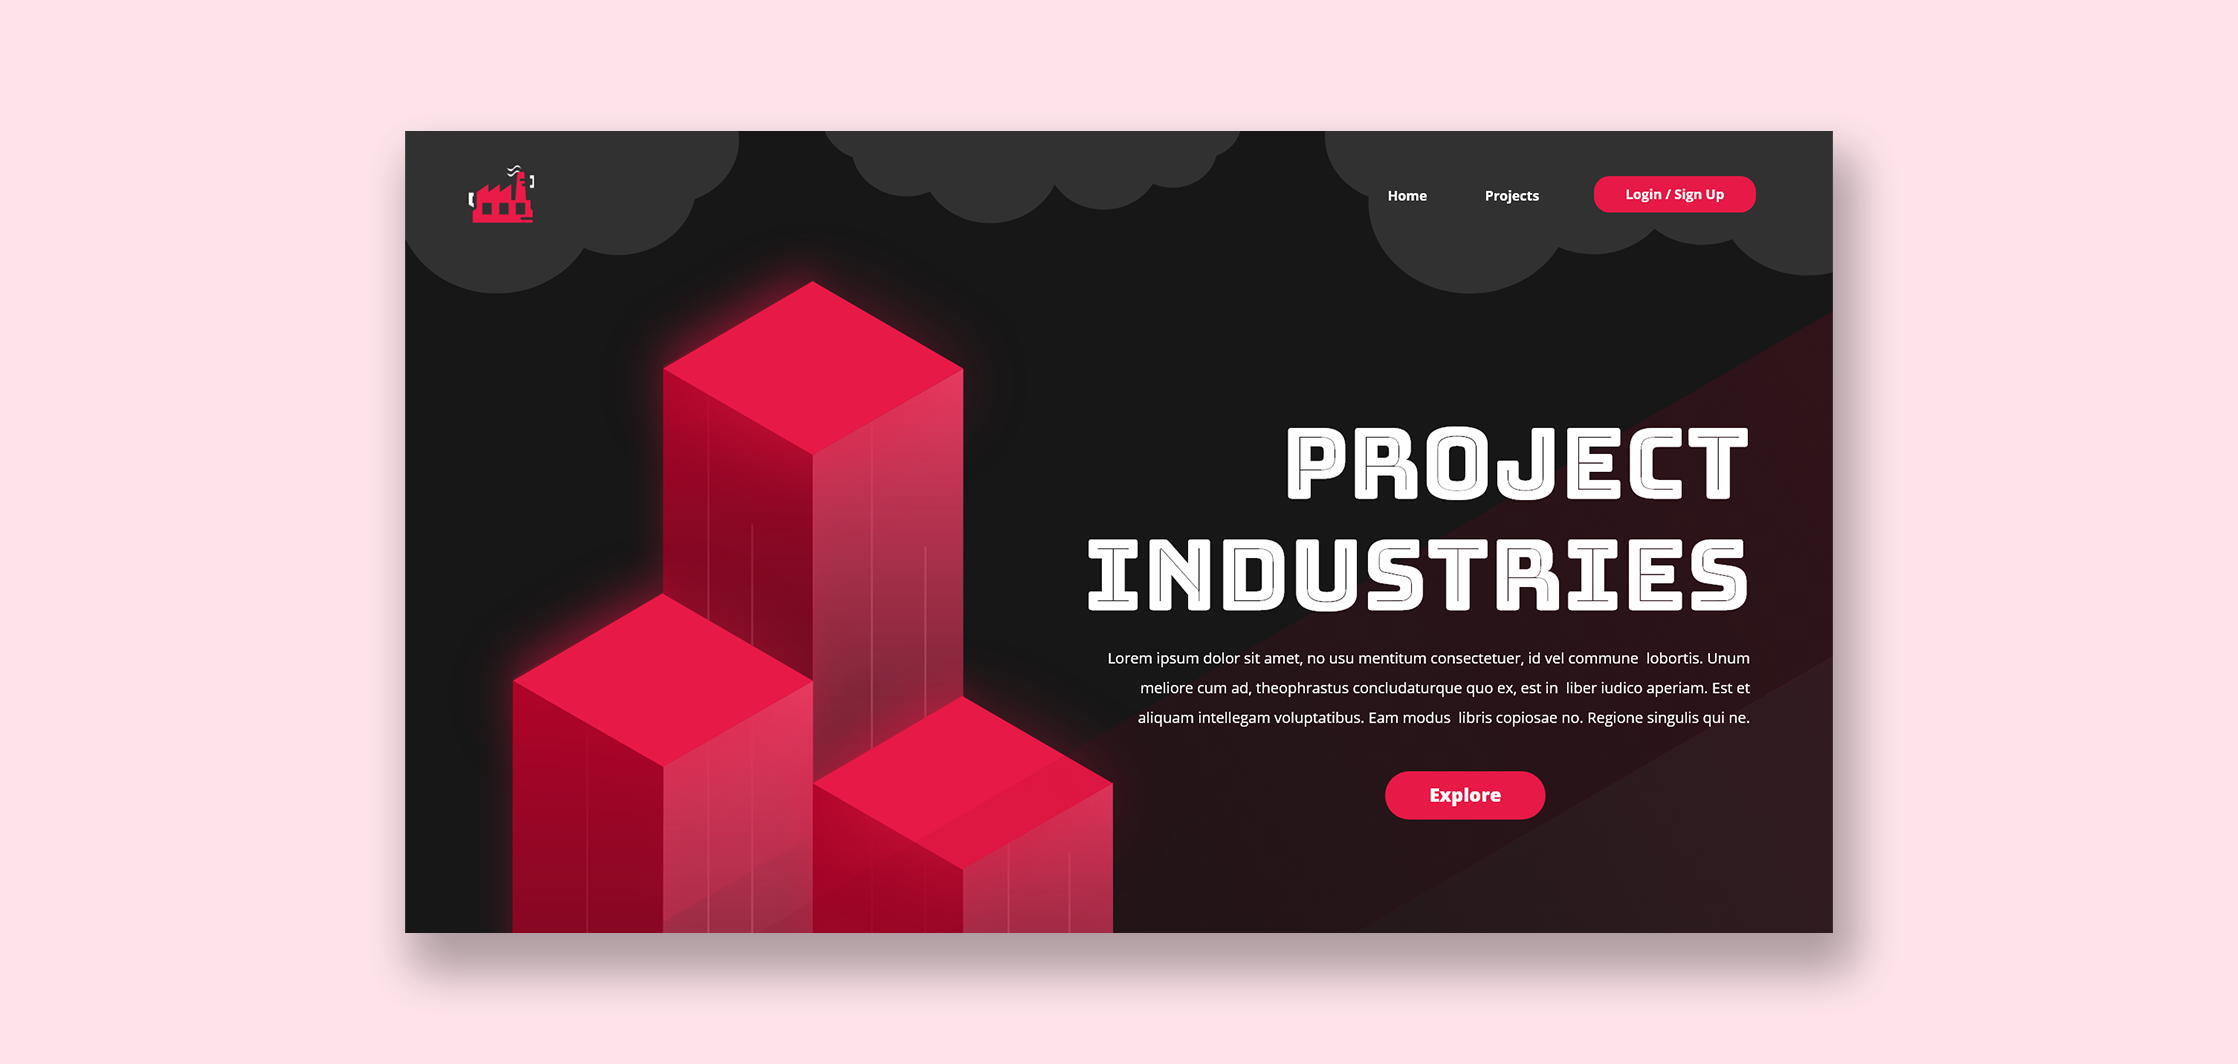 Home
Projects
Login / Sign Up
PROJECT
INDUSTRIES
Lorem ipsum dolor sit amet, no usu mentitum consectetuer, id vel commune lobortis. Unum
meliore cum ad, theophrastus concludaturque quo ex, est in liber iudico aperiam. Est et
aliquam intellegam voluptatibus. Eam modus libris copiosae no. Regione singulis qui ne.
Explore